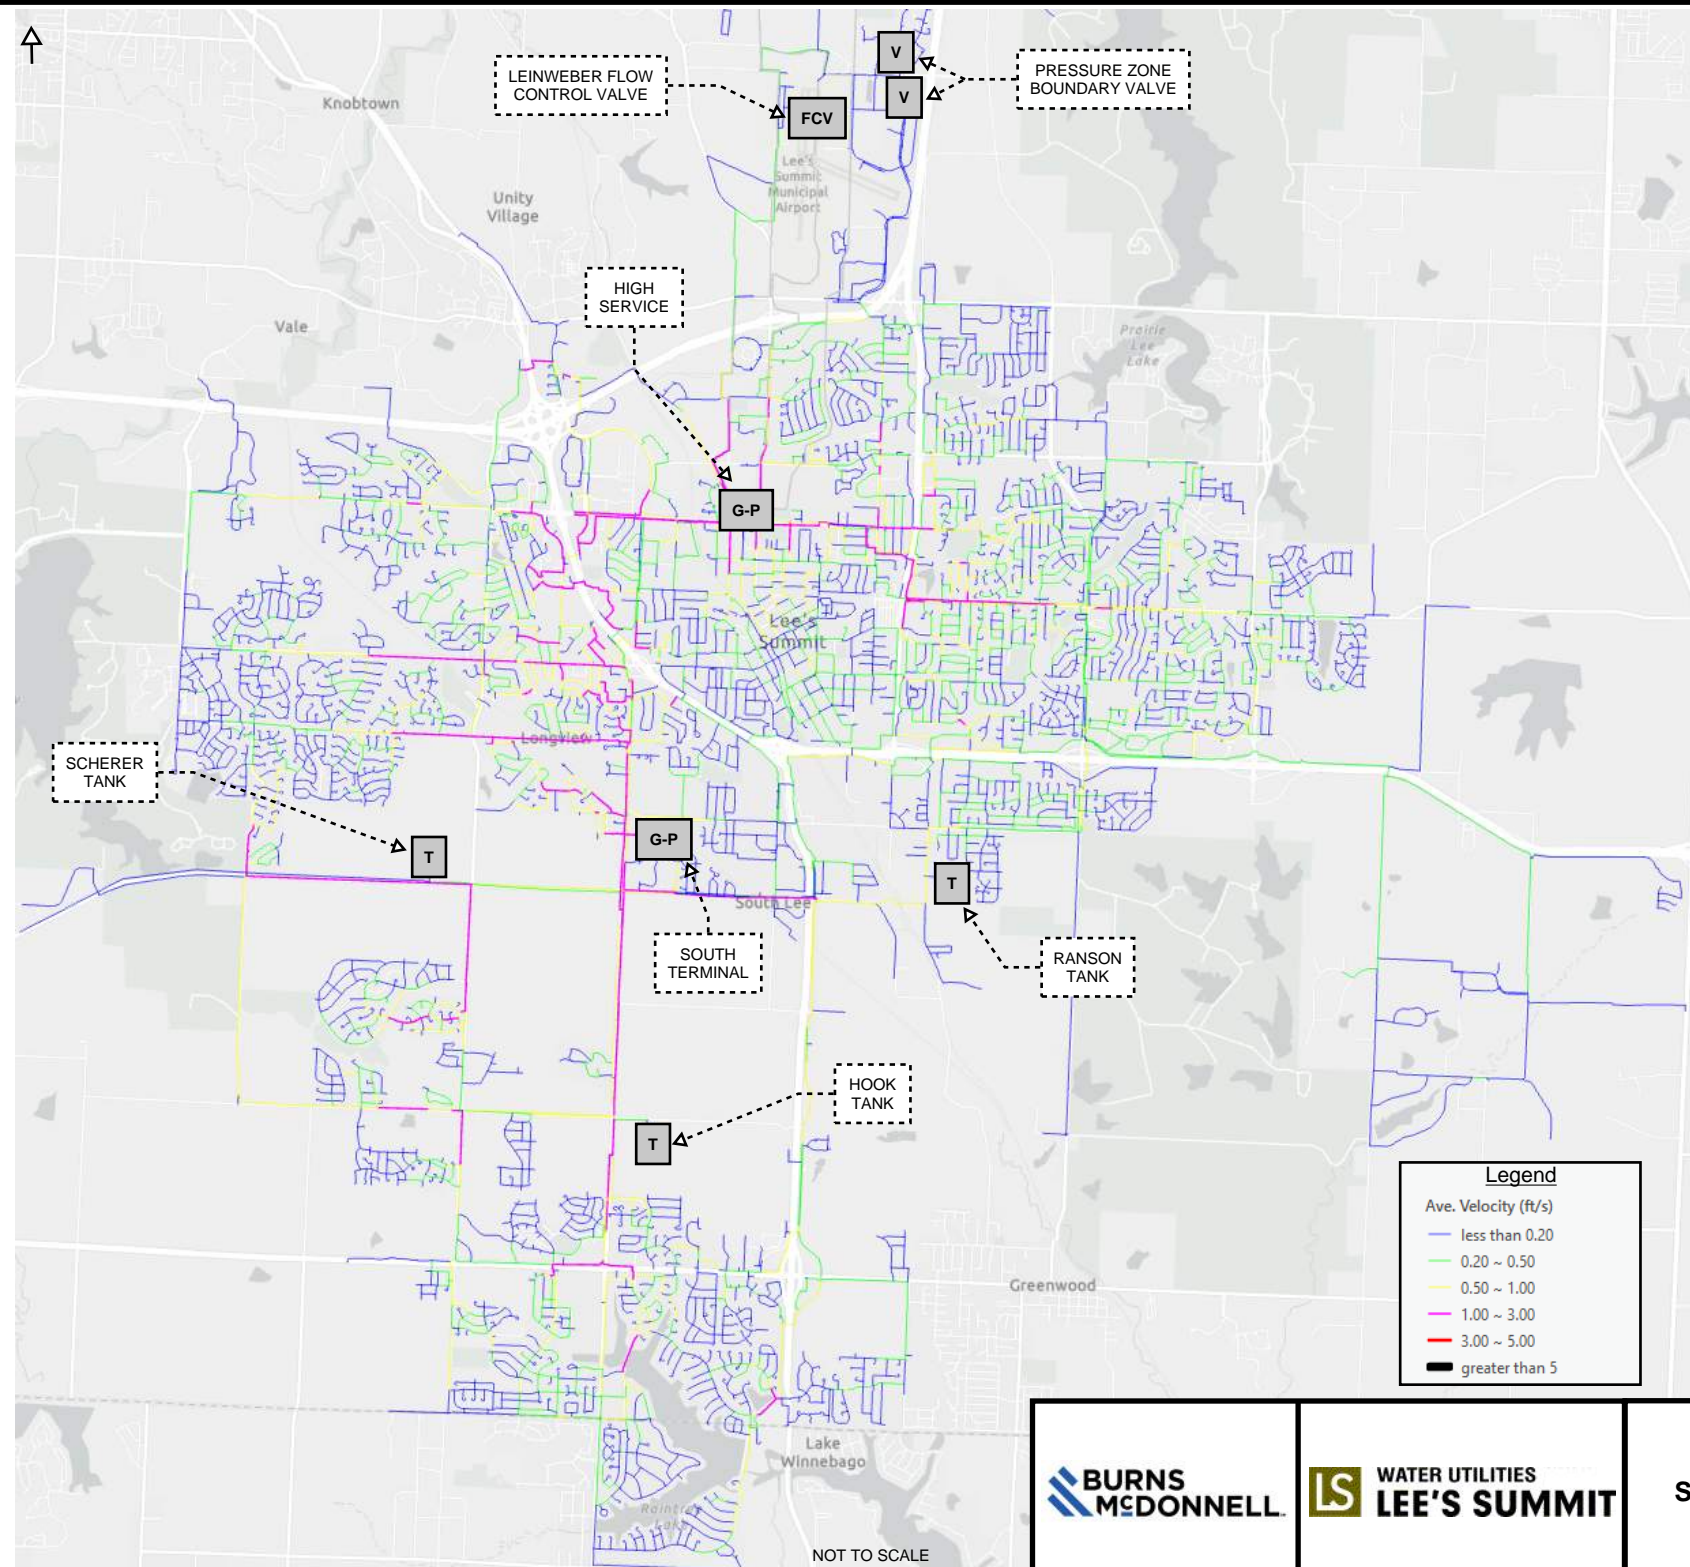 V
PRESSURE ZONE
BOUNDARY VALVE
LEINWEBER FLOW
CONTROL VALVE
V
FCV
Knobtown
Lee's
Summit
Municipal
Airport
Unity
Village
HIGH
SERVICE
Vale
Prairie
Lee
Lake
G-P
Lee's
Summit
Longview
SCHERER
TANK
T
G-P
T
South Lee
SOUTH
TERMINAL
RANSON
TANK
HOOK
TANK
T
Greenwood
Legend
Ave. Velocity (ft/s)
less than 0.20
0.20 ~ 0.50
0.50 ~ 1.00
1.00 ~ 3.00
3.00 ~ 5.00
greater than 5
Lake
Winnebago
Raintree
Lake
NOT TO SCALE
BURNS
McDONNELL
LS
WATER UTILITIES
LEE'S SUMMIT
S